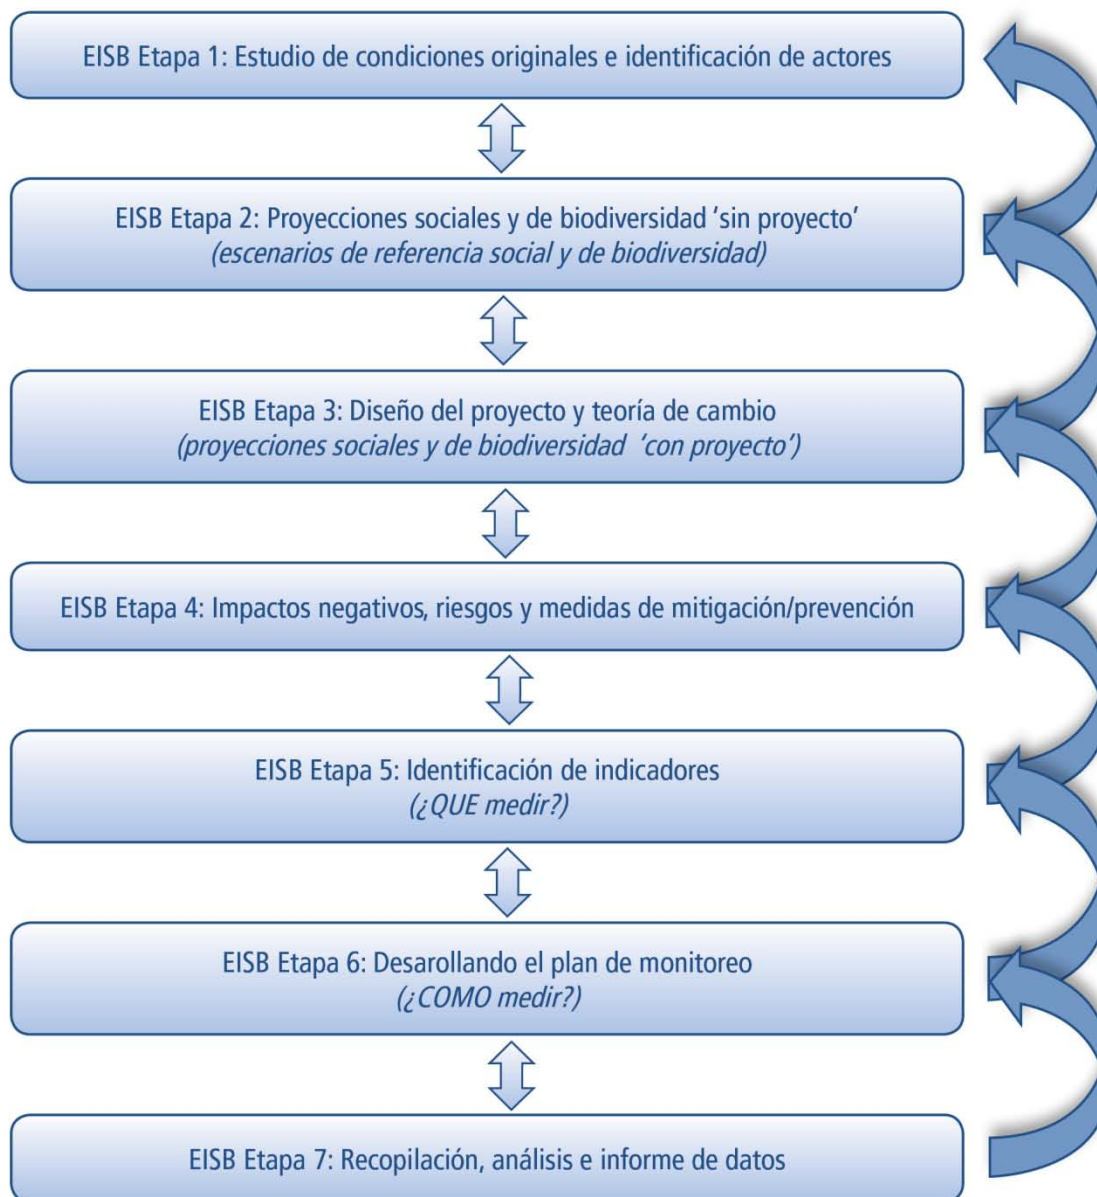 EISB Etapa 1: Estudio de condiciones originales e identificación de actores
EISB Etapa 2: Proyecciones sociales y de biodiversidad ‘sin proyecto’
(escenarios de referencia social y de biodiversidad)
EISB Etapa 3: Diseño del proyecto y teoría de cambio
(proyecciones sociales y de biodiversidad ‘con proyecto’)
EISB Etapa 4: Impactos negativos, riesgos y medidas de mitigación/prevención
EISB Etapa 5: Identificación de indicadores
(¿QUE medir?)
EISB Etapa 6: Desarollando el plan de monitoreo
(¿COMO medir?)
EISB Etapa 7: Recopilación, análisis e informe de datos